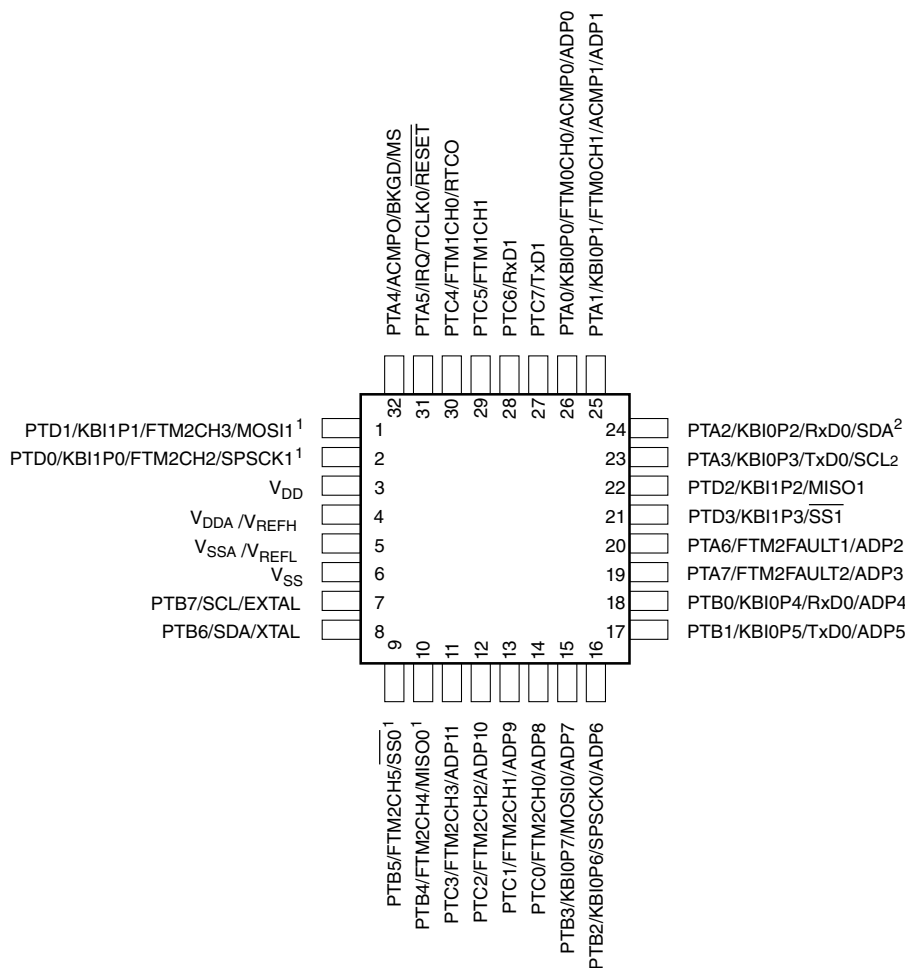 PTA4/ACMPO/BKGD/MS
PTA5/IRQ/TCLK0/RESET
PTC4/FTM1CH0/RTCO
PTC5/FTM1CH1
PTC6/RxD1
PTC7/TxD1
PTA0/KBI0P0/FTM0CH0/ACMP0/ADP0
PTA1/KBI0P1/FTM0CH1/ACMP1/ADP1
32
31
30
29
28
27
26
25
PTD1/KBI1P1/FTM2CH3/MOSI1¹
1
PTD0/KBI1P0/FTM2CH2/SPSCK1¹
2
VDD
3
VDDA /VREFH
4
VSSA /VREFL
5
VSS
6
PTB7/SCL/EXTAL
7
PTB6/SDA/XTAL
8
24
PTA2/KBI0P2/RxD0/SDA²
23
PTA3/KBI0P3/TxD0/SCL2
22
PTD2/KBI1P2/MISO1
21
PTD3/KBI1P3/SS1
20
PTA6/FTM2FAULT1/ADP2
19
PTA7/FTM2FAULT2/ADP3
18
PTB0/KBI0P4/RxD0/ADP4
17
PTB1/KBI0P5/TxD0/ADP5
9
10
11
12
13
14
15
16
PTB5/FTM2CH5/SS0¹
PTB4/FTM2CH4/MISO0¹
PTC3/FTM2CH3/ADP11
PTC2/FTM2CH2/ADP10
PTC1/FTM2CH1/ADP9
PTC0/FTM2CH0/ADP8
PTB3/KBI0P7/MOSI0/ADP7
PTB2/KBI0P6/SPSCK0/ADP6